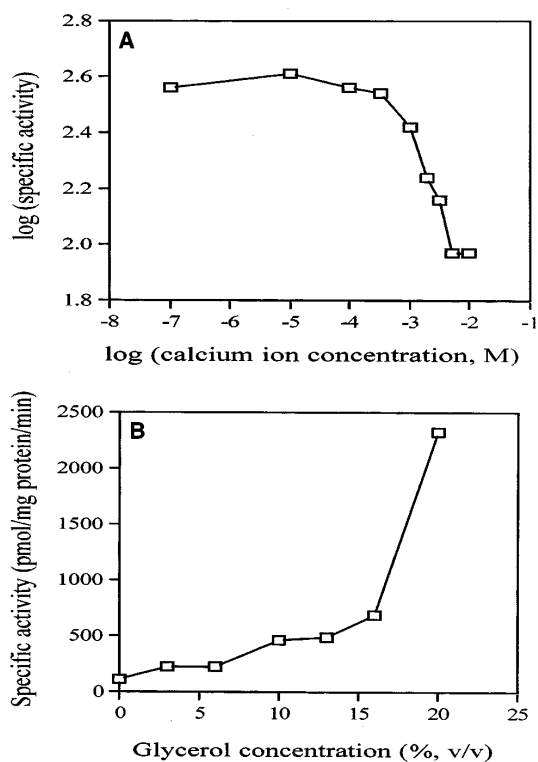 A
log (specific activity)
2.8
2.6
2.4
2.2
2.0
1.8
-8 -7 -6 -5 -4 -3 -2 -1
log (calcium ion concentration, M)
B
Specific activity (pmol/mg protein/min)
2500
2000
1500
1000
500
0
0 5 10 15 20 25
Glycerol concentration (%, v/v)